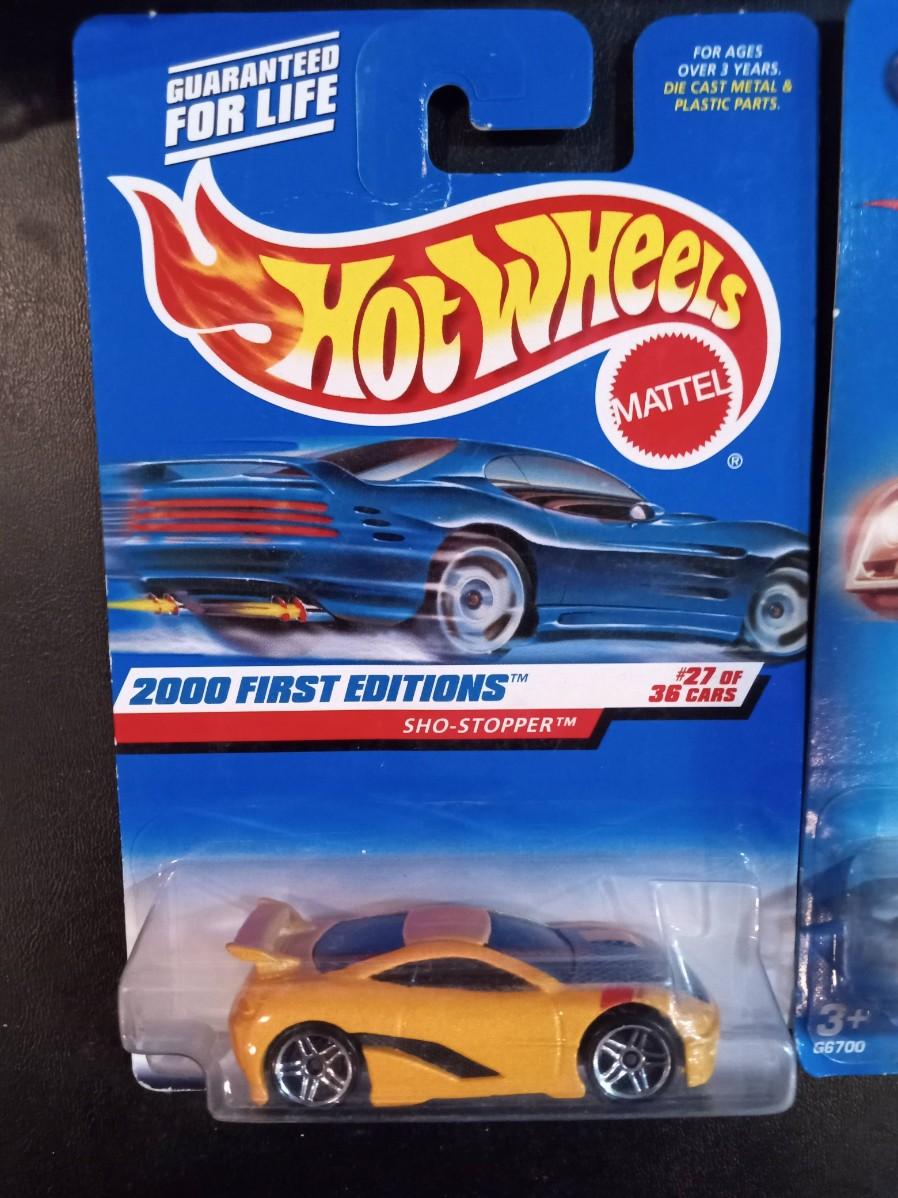 GUARANTEED
FOR LIFE
FOR AGES
OVER 3 YEARS.
DIE CAST METAL &
PLASTIC PARTS.
HOT WHEELS
MATTEL
®
2000 FIRST EDITIONS™
#27 OF
36 CARS
SHO-STOPPER™
3+
G6700